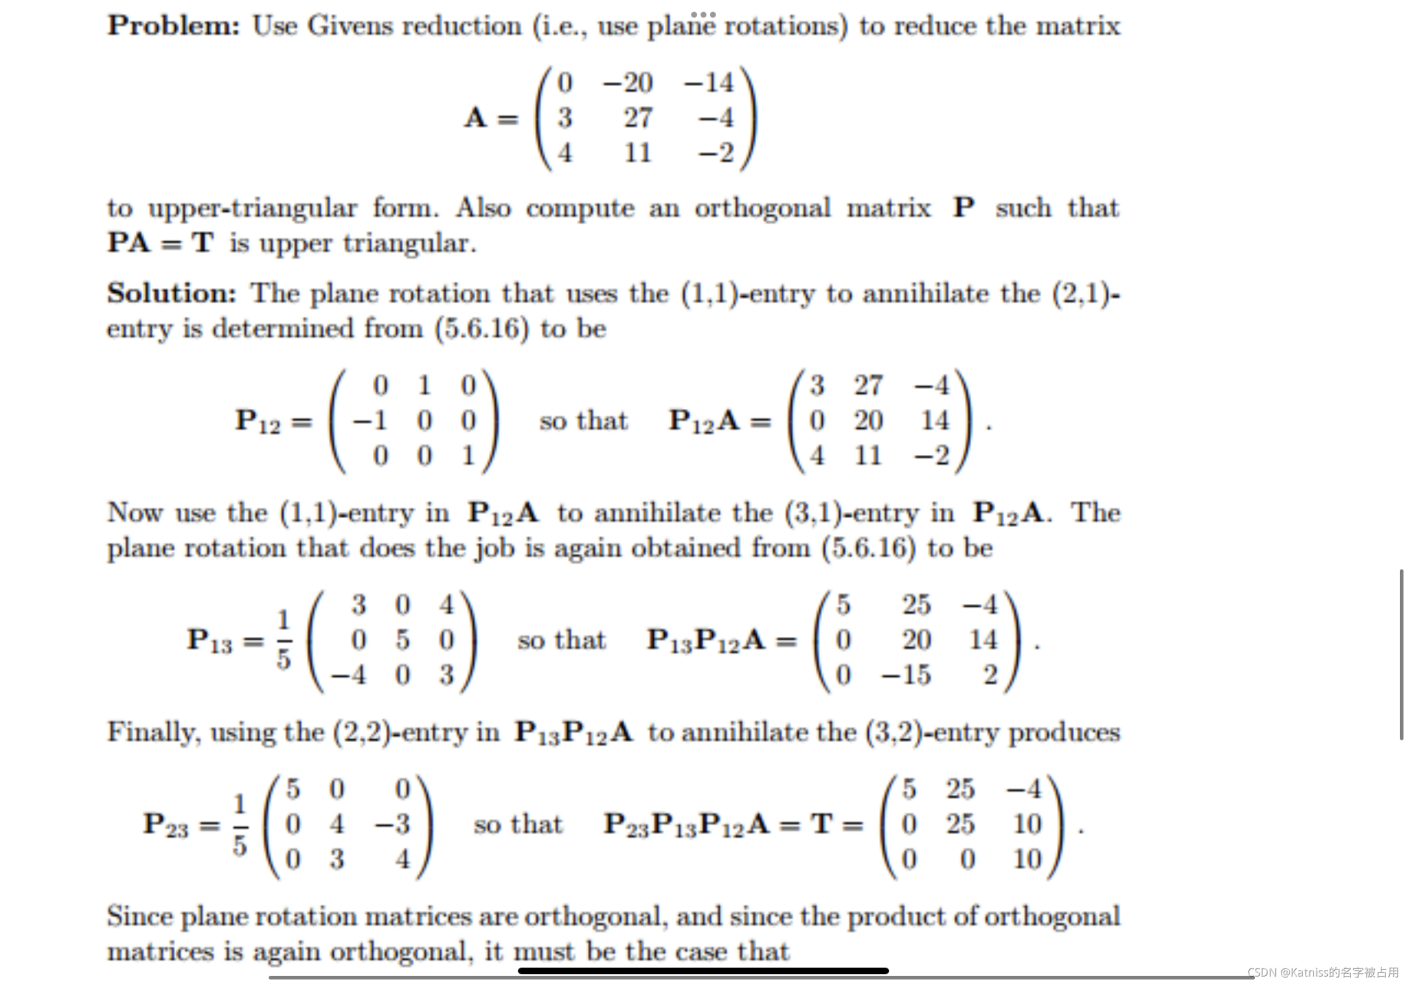 Problem: Use Givens reduction (i.e., use plane rotations) to reduce the matrix
A = ( 0 −20 −14
3 27 −4
4 11 −2 )
to upper-triangular form. Also compute an orthogonal matrix P such that
PA = T is upper triangular.
Solution: The plane rotation that uses the (1,1)-entry to annihilate the (2,1)-
entry is determined from (5.6.16) to be
P₁₂ = ( 0 1 0
−1 0 0
0 0 1 ) so that P₁₂A = ( 3 27 −4
0 20 14
4 11 −2 ) .
Now use the (1,1)-entry in P₁₂A to annihilate the (3,1)-entry in P₁₂A. The
plane rotation that does the job is again obtained from (5.6.16) to be
P₁₃ = 1/5 ( 3 0 4
0 5 0
−4 0 3 ) so that P₁₃P₁₂A = ( 5 25 −4
0 20 14
0 −15 2 ) .
Finally, using the (2,2)-entry in P₁₃P₁₂A to annihilate the (3,2)-entry produces
P₂₃ = 1/5 ( 5 0 0
0 4 −3
0 3 4 ) so that P₂₃P₁₃P₁₂A = T = ( 5 25 −4
0 25 10
0 0 10 ) .
Since plane rotation matrices are orthogonal, and since the product of orthogonal
matrices is again orthogonal, it must be the case that
CSDN @Katniss的名字被占用